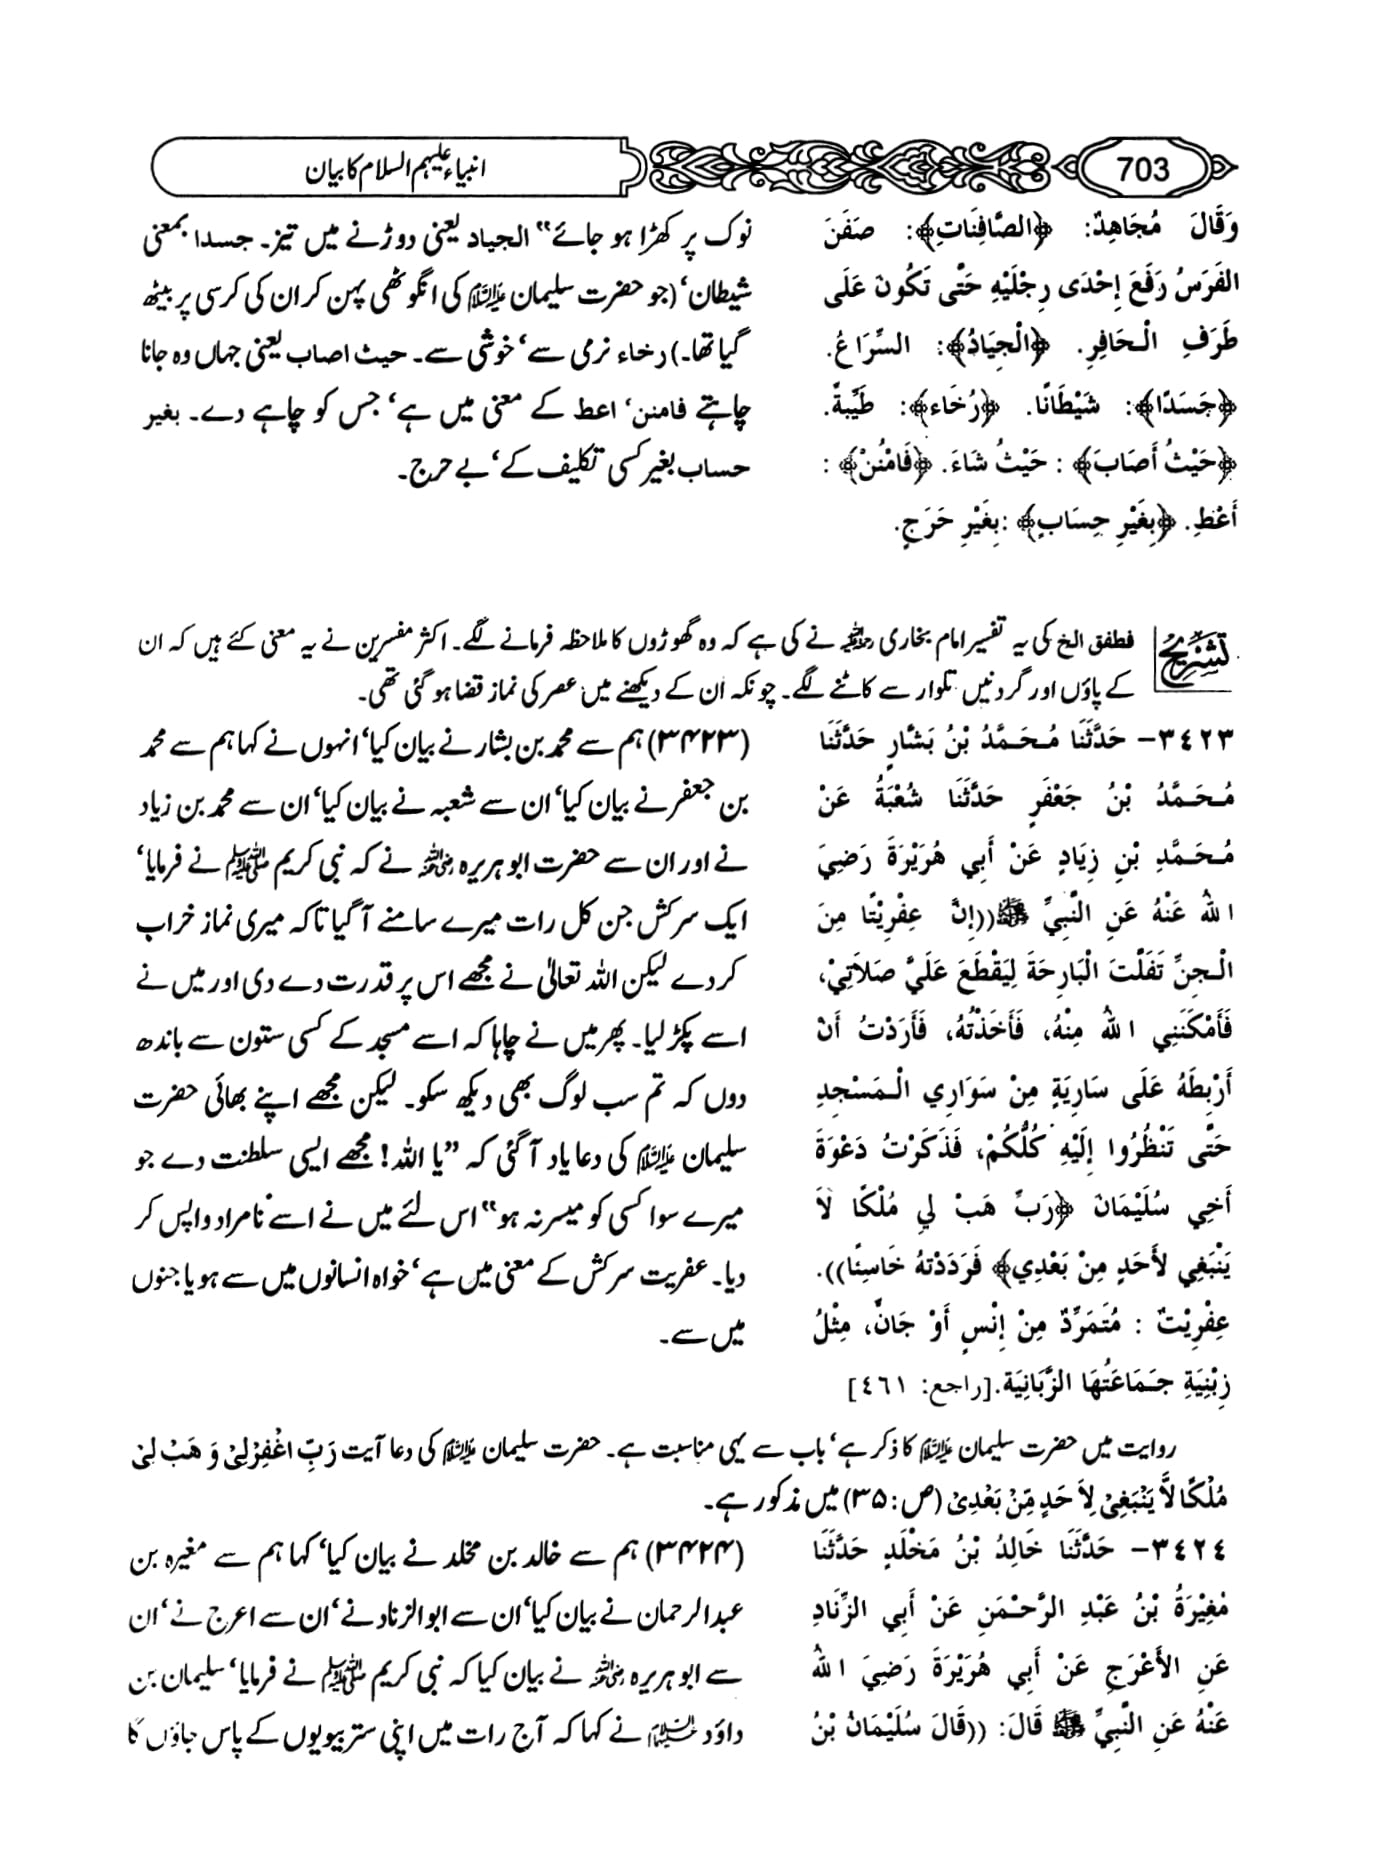 703
انبیاء علیہم السلام کا بیان
وَقَالَ مُجَاهِدٌ: ﴿الصَّافِنَاتِ﴾: صَفَنَ
الفَرَسُ رَفَعَ إِحْدَى رِجْلَيْهِ حَتَّى تَكُونَ عَلَى
طَرَفِ الْحَافِرِ. ﴿الْجِيَادُ﴾: السِّرَاعُ.
﴿جَسَدًا﴾: شَيْطَانًا. ﴿رُخَاء﴾: طَيِّبةً.
﴿حَيْثُ أَصَابَ﴾ : حَيْثُ شَاءَ. ﴿فَامْنُنْ﴾ :
أَعْطِ. ﴿بِغَيْرِ حِسَابٍ﴾ :بِغَيْرِ حَرَجٍ.
نوک پر کھڑا ہو جائے“ الجیاد یعنی دوڑنے میں تیز۔ جسدا بمعنی
شیطان‘ (جو حضرت سلیمان علیہ السلام کی انگوٹھی پہن کر ان کی کرسی پر بیٹھ
گیا تھا۔) رخاء نرمی سے‘ خوشی سے۔ حیث اصاب یعنی جہاں وہ جانا
چاہتے فامنن‘ اعط کے معنی میں ہے‘ جس کو چاہے دے۔ بغیر
حساب بغیر کسی تکلیف کے‘ بے حرج۔
تشریح
فطفق الخ کی یہ تفسیر امام بخاری رحمہ اللہ نے کی ہے کہ وہ گھوڑوں کا ملاحظہ فرمانے لگے۔ اکثر مفسرین نے یہ معنی کئے ہیں کہ ان
کے پاؤں اور گردنیں تلوار سے کاٹنے لگے۔ چونکہ ان کے دیکھنے میں عصر کی نماز قضا ہو گئی تھی۔
٣٤٢٣- حَدَّثَنَا مُحَمَّدُ بْنُ بَشَّارٍ حَدَّثَنَا
مُحَمَّدُ بْنُ جَعْفَرٍ حَدَّثَنَا شُعْبَةُ عَنْ
مُحَمَّدِ بْنِ زِيَادٍ عَنْ أَبِي هُرَيْرَةَ رَضِيَ
اللهُ عَنْهُ عَنِ النَّبِيِّ ﷺ((إِنَّ عِفْرِيْتًا مِنَ
الْجِنِّ تَفَلَّتَ الْبَارِحَةَ لِيَقْطَعَ عَلَيَّ صَلاَتِيْ،
فَأَمْكَنَنِي اللهُ مِنْهُ، فَأَخَذْتُهُ، فَأَرَدْتُ أَنْ
أَرْبِطَهُ عَلَى سَارِيَةٍ مِنْ سَوَارِي الْمَسْجِدِ
حَتَّى تَنْظُرُوا إِلَيْهِ كُلُّكُمْ، فَذَكَرْتُ دَعْوَةَ
أَخِي سُلَيْمَانَ ﴿رَبِّ هَبْ لِي مُلْكًا لاَ
يَنْبَغِي لأَحَدٍ مِنْ بَعْدِي﴾ فَرَدَدْتهُ خَاسِئًا)).
عِفْرِيْتٌ : مُتَمَرِّدٌ مِنْ إِنْسٍ أَوْ جَانٍّ، مِثْلُ
زِبْنِيَةٍ جَمَاعَتُهَا الزَّبَانِيَة.[راجع: ٤٦١]
(۳۴۲۳) ہم سے محمد بن بشار نے بیان کیا‘ انہوں نے کہا ہم سے محمد
بن جعفر نے بیان کیا‘ ان سے شعبہ نے بیان کیا‘ ان سے محمد بن زیاد
نے اور ان سے حضرت ابو ہریرہ رضی اللہ عنہ نے کہ نبی کریم ﷺ نے فرمایا‘
ایک سرکش جن کل رات میرے سامنے آگیا تاکہ میری نماز خراب
کردے لیکن اللہ تعالیٰ نے مجھے اس پر قدرت دے دی اور میں نے
اسے پکڑ لیا۔ پھر میں نے چاہا کہ اسے مسجد کے کسی ستون سے باندھ
دوں کہ تم سب لوگ بھی دیکھ سکو۔ لیکن مجھے اپنے بھائی حضرت
سلیمان علیہ السلام کی دعا یاد آگئی کہ ”یا اللہ! مجھے ایسی سلطنت دے جو
میرے سوا کسی کو میسر نہ ہو“ اس لئے میں نے اسے نامراد واپس کر
دیا۔ عفریت سرکش کے معنی میں ہے‘ خواہ انسانوں میں سے ہو یا جنوں
میں سے۔
روایت میں حضرت سلیمان علیہ السلام کا ذکر ہے‘ باب سے یہی مناسبت ہے۔ حضرت سلیمان علیہ السلام کی دعا آیت رَبِّ اغْفِرْلِیْ وَ هَبْ لِیْ
مُلْكًا لاَّ يَنْبَغِیْ لِاَ حَدٍ مِّنْ بَعْدِیْ (ص:۳۵) میں مذکور ہے۔
٣٤٢٤- حَدَّثَنَا خَالِدُ بْنُ مَخْلَدٍ حَدَّثَنَا
مُغِيْرَةُ بْنُ عَبْدِ الرَّحْمَنِ عَنْ أَبِي الزِّنَادِ
عَنِ الأَعْرَجِ عَنْ أَبِي هُرَيْرَةَ رَضِيَ اللهُ
عَنْهُ عَنِ النَّبِيِّ ﷺ قَالَ: ((قَالَ سُلَيْمَانُ بْنُ
(۳۴۲۴) ہم سے خالد بن مخلد نے بیان کیا‘ کہا ہم سے مغیرہ بن
عبدالرحمان نے بیان کیا‘ ان سے ابوالزناد نے‘ ان سے اعرج نے‘ ان
سے ابو ہریرہ رضی اللہ عنہ نے بیان کیا کہ نبی کریم ﷺ نے فرمایا‘ سلیمان بن
داؤد علیہما السلام نے کہا کہ آج رات میں اپنی ستر بیویوں کے پاس جاؤں گا